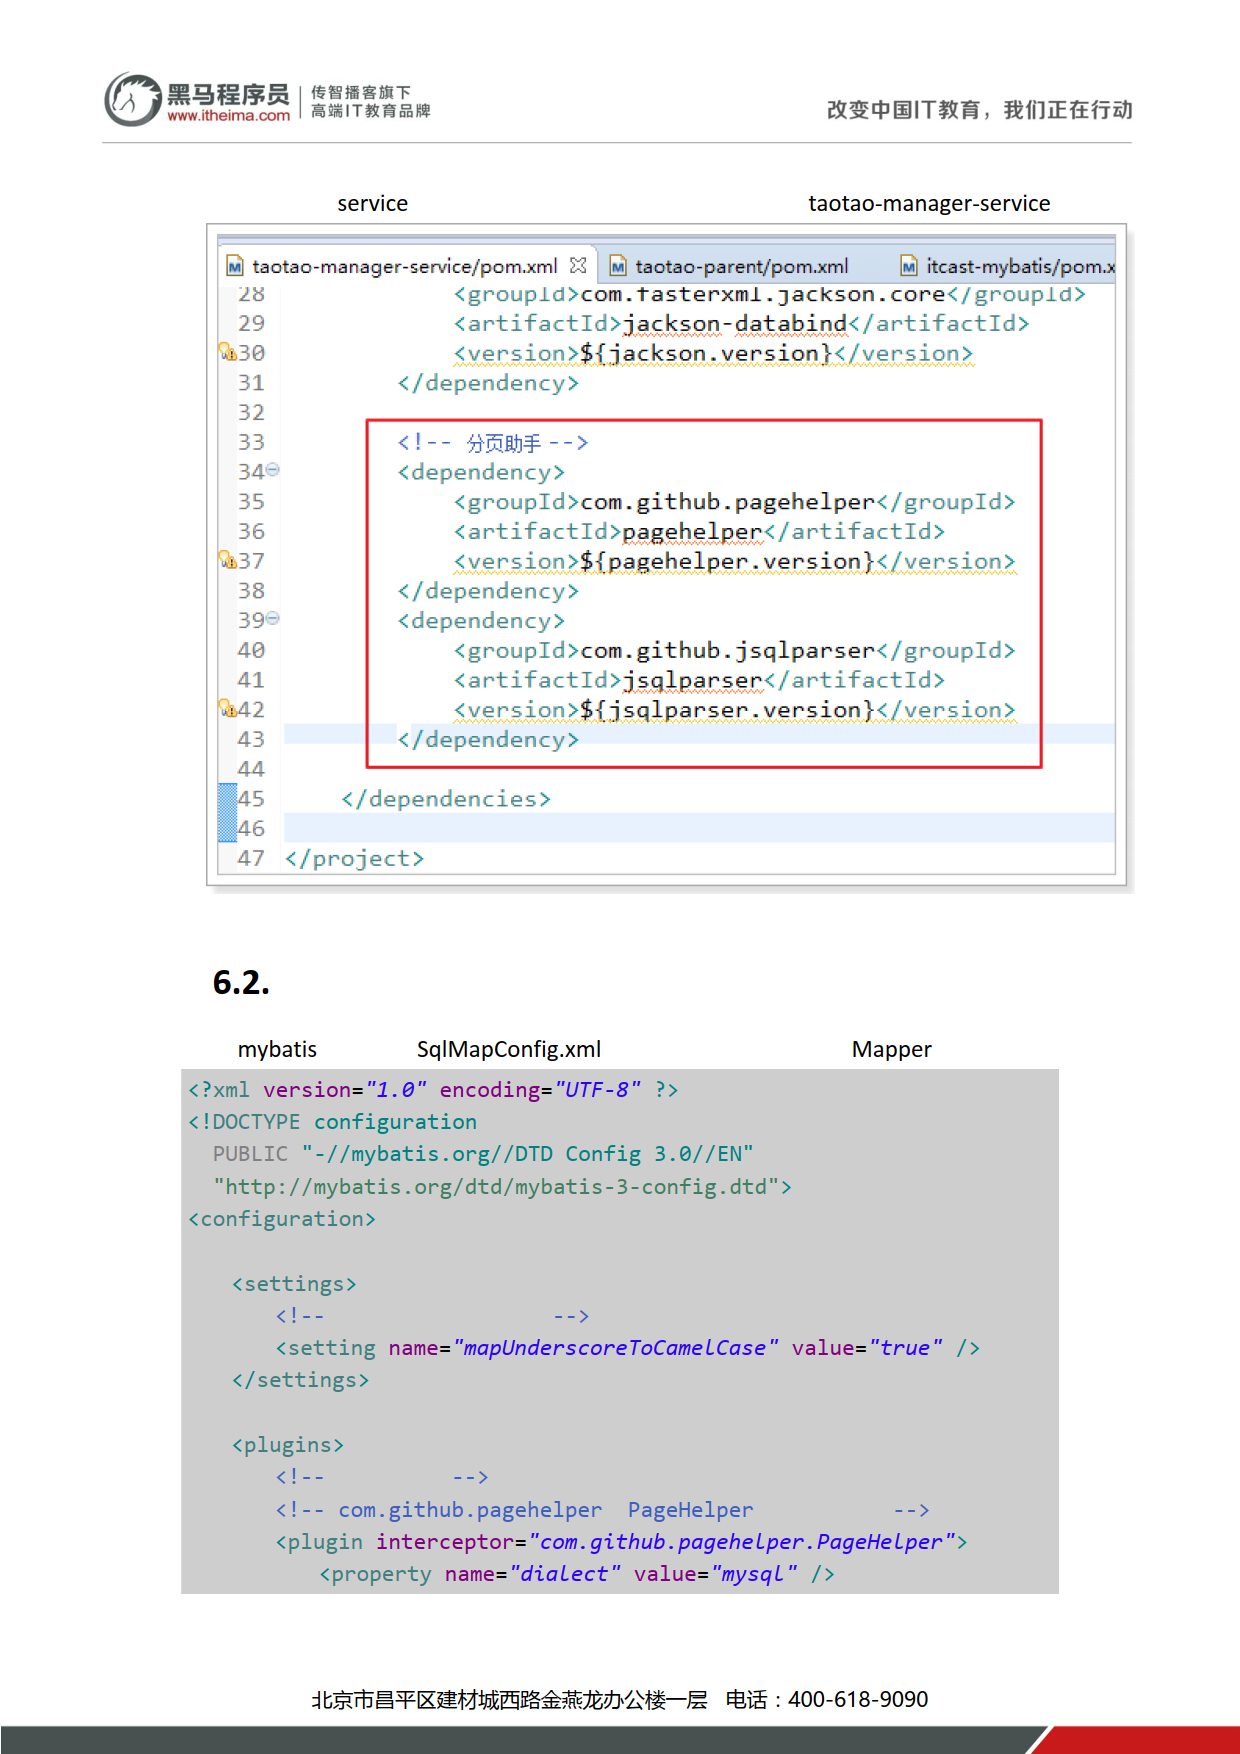 黑马程序员
www.itheima.com
传智播客旗下
高端IT教育品牌
改变中国IT教育，我们正在行动
service taotao-manager-service
taotao-manager-service/pom.xml taotao-parent/pom.xml itcast-mybatis/pom.x
28 <groupId>com.fasterxml.jackson.core</groupId>
29 <artifactId>jackson-databind</artifactId>
30 <version>${jackson.version}</version>
31 </dependency>
32
33 <!-- 分页助手 -->
34 <dependency>
35 <groupId>com.github.pagehelper</groupId>
36 <artifactId>pagehelper</artifactId>
37 <version>${pagehelper.version}</version>
38 </dependency>
39 <dependency>
40 <groupId>com.github.jsqlparser</groupId>
41 <artifactId>jsqlparser</artifactId>
42 <version>${jsqlparser.version}</version>
43 </dependency>
44
45 </dependencies>
46
47 </project>
6.2.
mybatis SqlMapConfig.xml Mapper
<?xml version="1.0" encoding="UTF-8" ?>
<!DOCTYPE configuration
PUBLIC "-//mybatis.org//DTD Config 3.0//EN"
"http://mybatis.org/dtd/mybatis-3-config.dtd">
<configuration>
<settings>
<!-- -->
<setting name="mapUnderscoreToCamelCase" value="true" />
</settings>
<plugins>
<!-- -->
<!-- com.github.pagehelper PageHelper -->
<plugin interceptor="com.github.pagehelper.PageHelper">
<property name="dialect" value="mysql" />
北京市昌平区建材城西路金燕龙办公楼一层 电话：400-618-9090